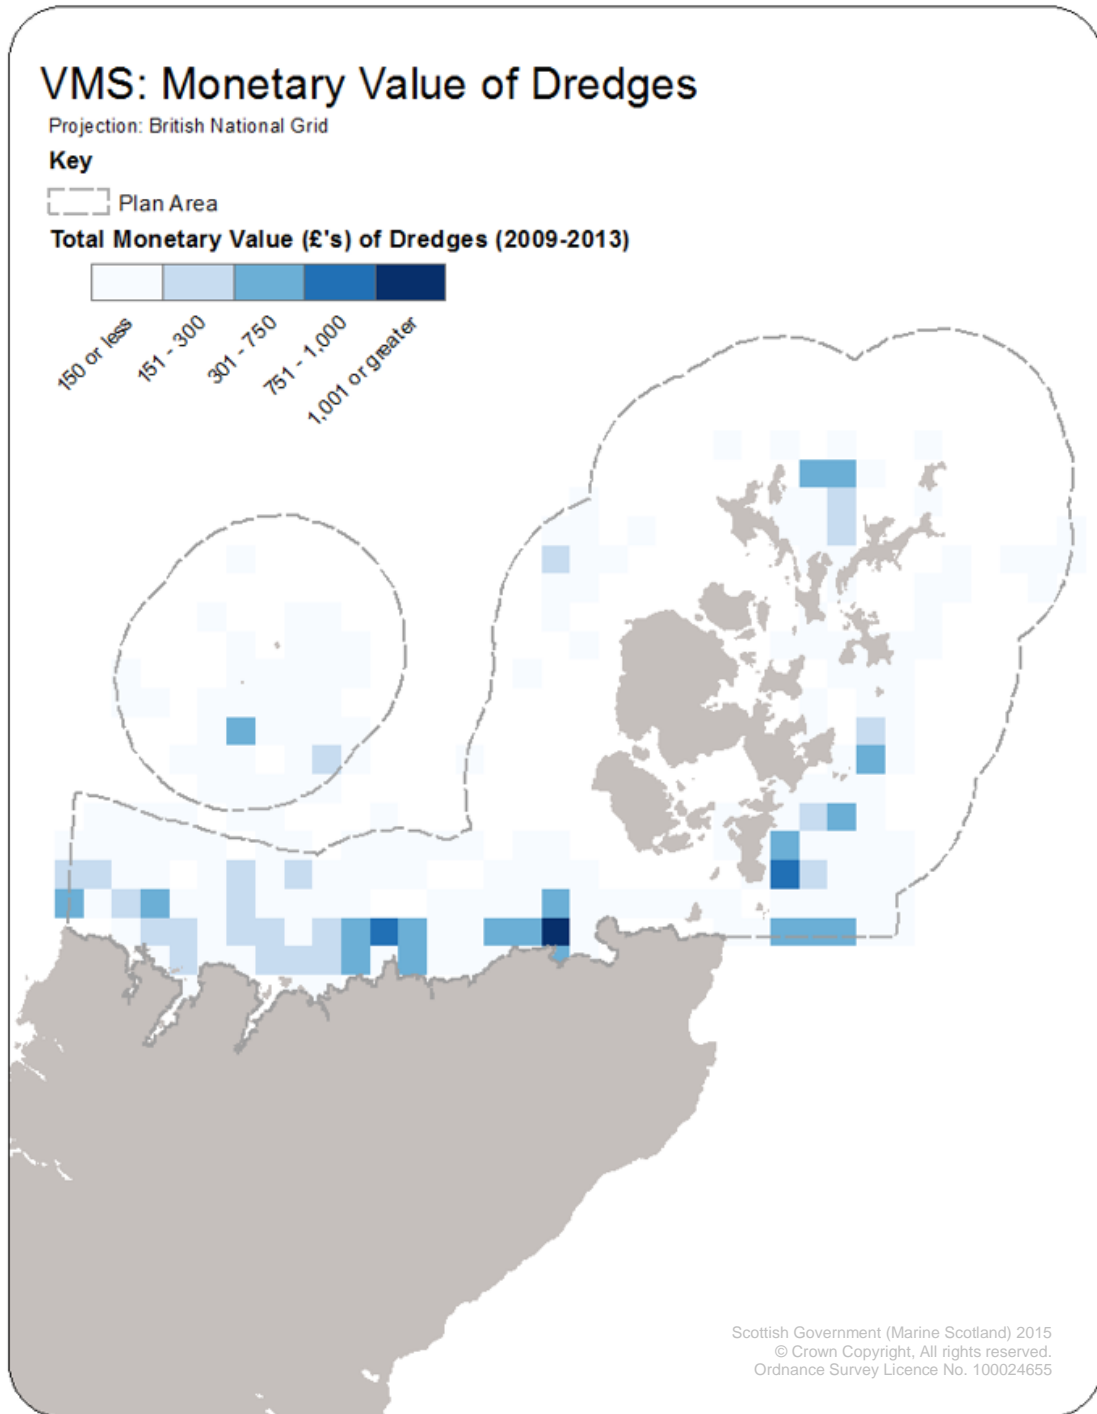 VMS: Monetary Value of Dredges
Projection: British National Grid
Key
Plan Area
Total Monetary Value (£'s) of Dredges (2009-2013)
150 or less
151 - 300
301 - 750
751 - 1,000
1,001 or greater
Scottish Government (Marine Scotland) 2015
© Crown Copyright, All rights reserved.
Ordnance Survey Licence No. 100024655